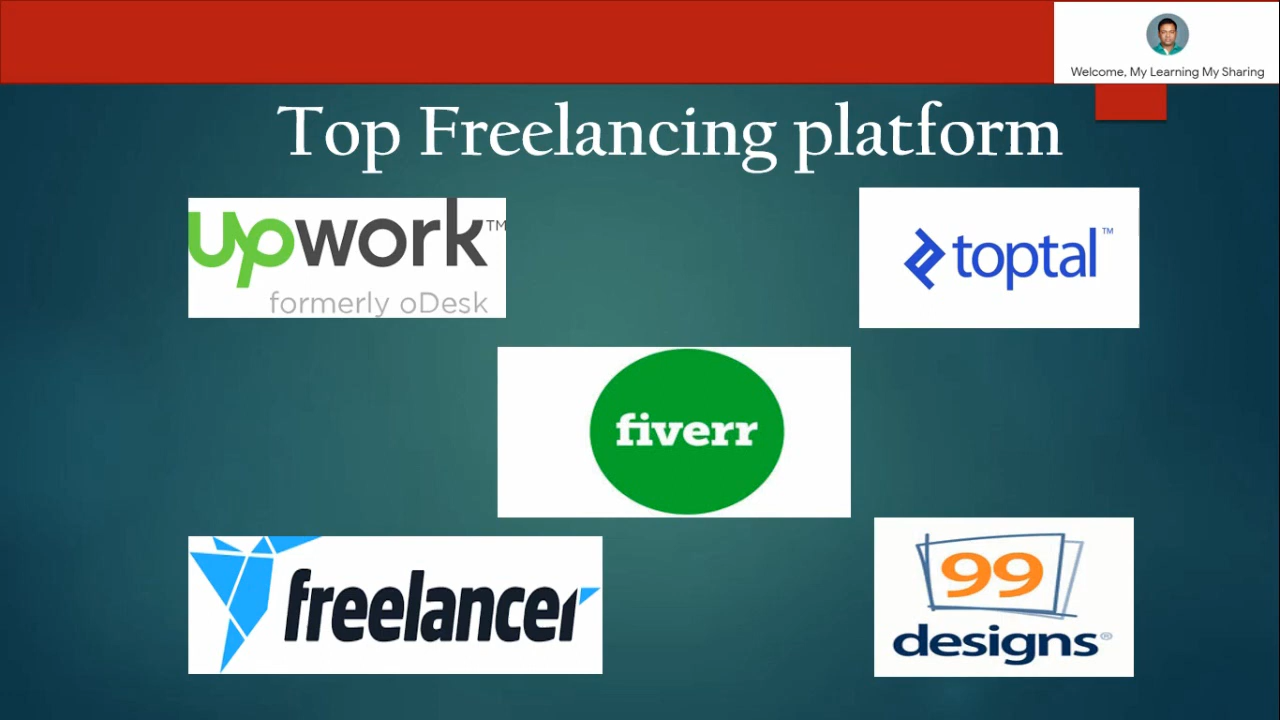 Welcome, My Learning My Sharing
Top Freelancing platform
upwork™
formerly oDesk
toptal™
fiverr
freelancer
99
designs®